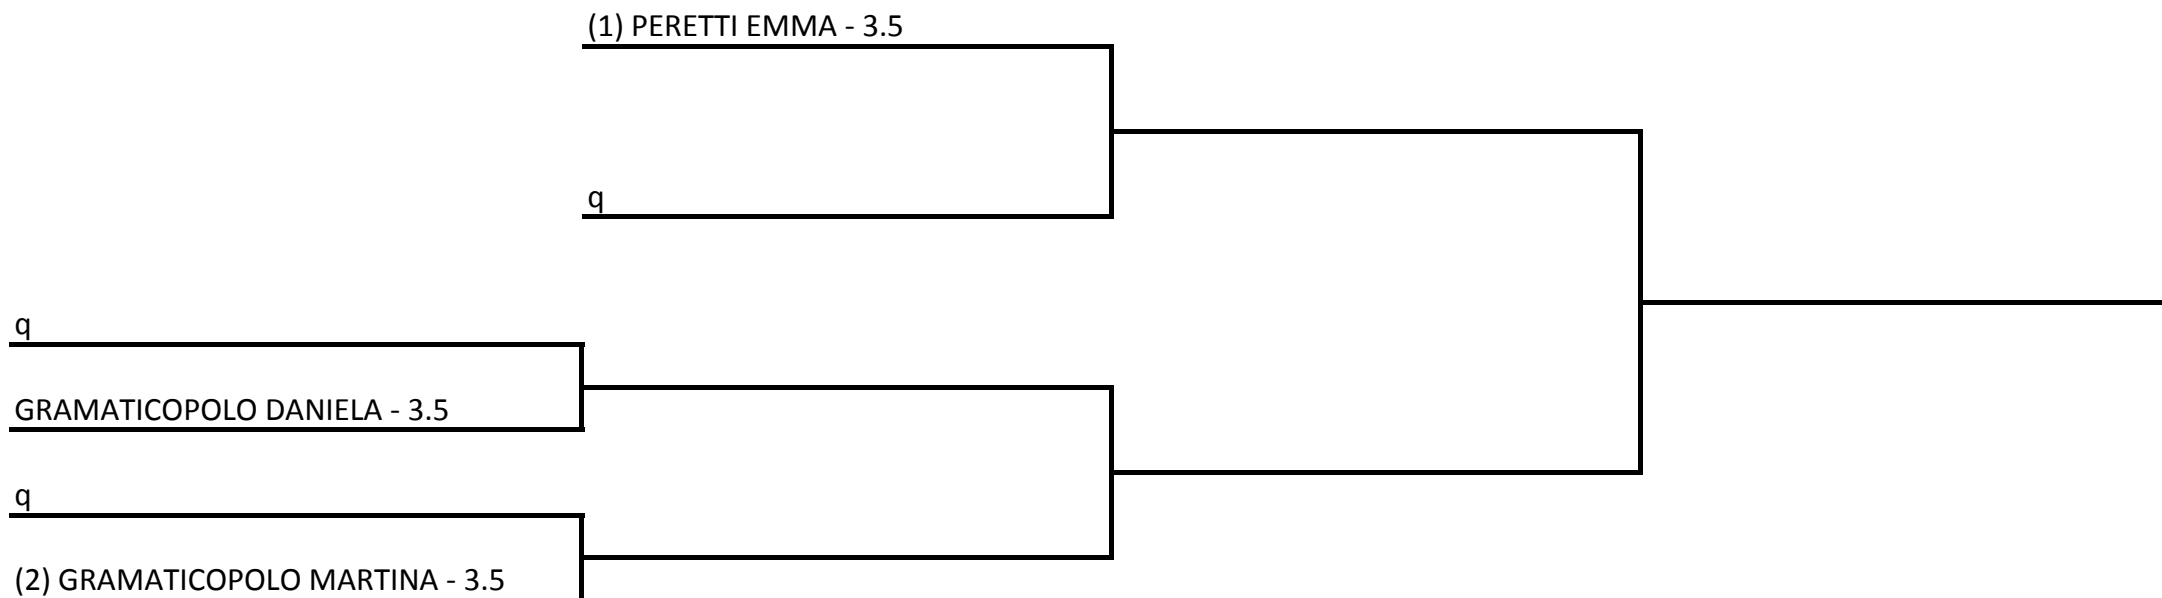 (1) PERETTI EMMA - 3.5
q
q
GRAMATICOPOLO DANIELA - 3.5
q
(2) GRAMATICOPOLO MARTINA - 3.5